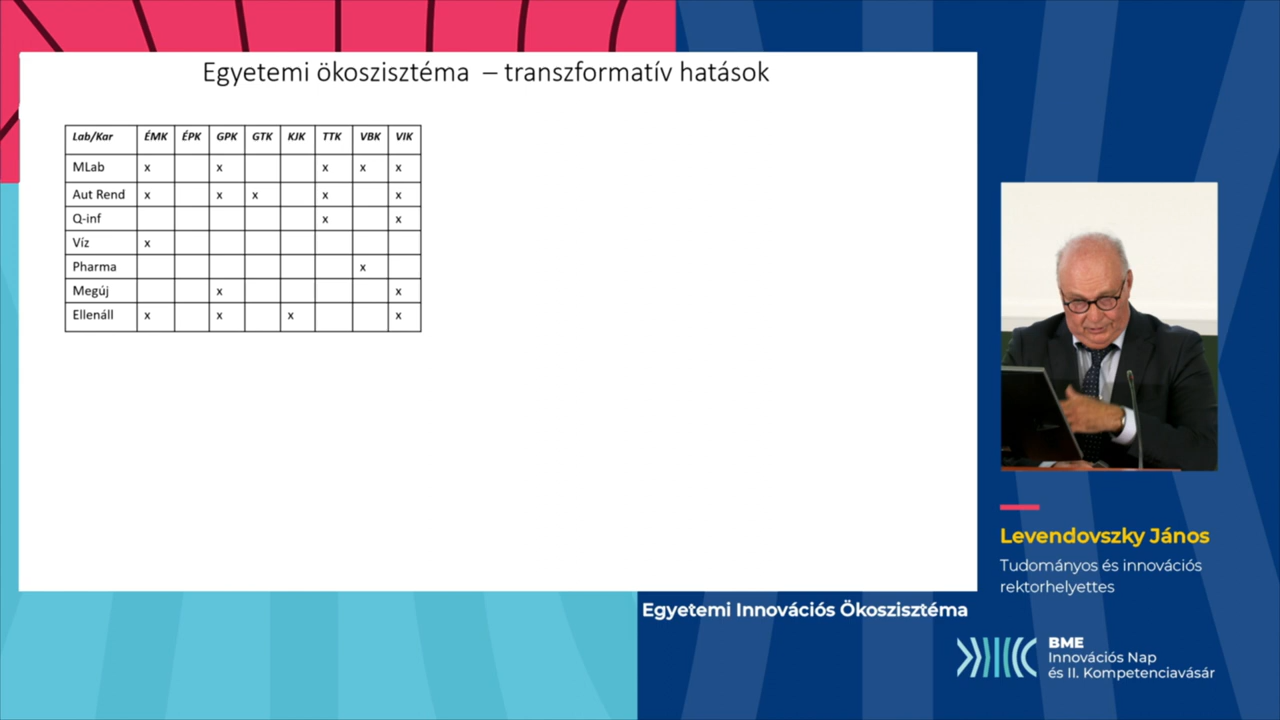 Egyetemi ökoszisztéma – transzformatív hatások
Lab/Kar ÉMK ÉPK GPK GTK KJK TTK VBK VIK
MLab x x x x x
Aut Rend x x x x x
Q-inf x x
Víz x
Pharma x
Megúj x x
Ellenáll x x x x
Levendovszky János
Tudományos és innovációs
rektorhelyettes
Egyetemi Innovációs Ökoszisztéma
BME
Innovációs Nap
és II. Kompetenciavásár